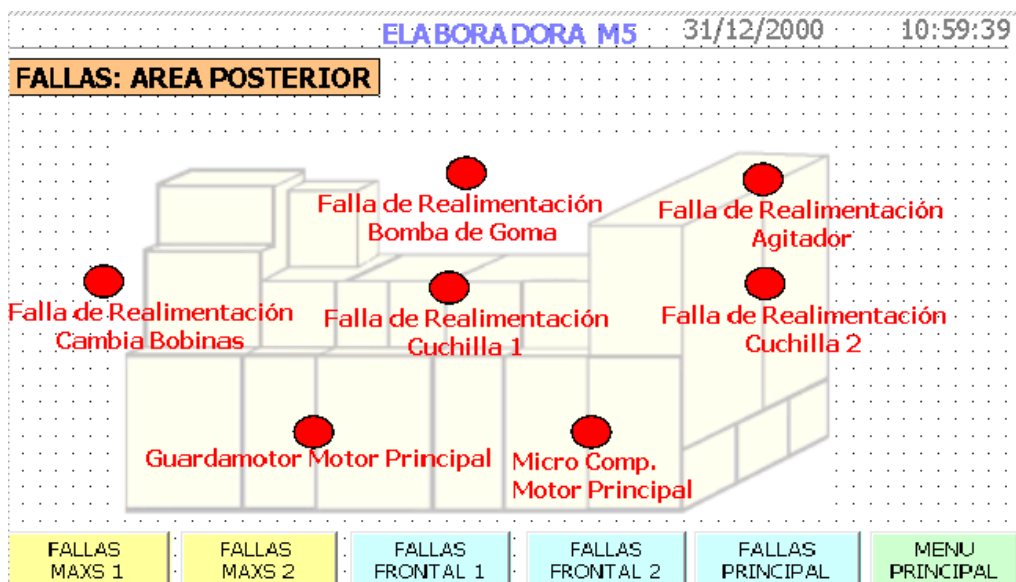 ELABORADORA M5 31/12/2000 10:59:39
FALLAS: AREA POSTERIOR
Falla de Realimentación
Bomba de Goma
Falla de Realimentación
Agitador
Falla de Realimentación
Cambia Bobinas
Falla de Realimentación
Cuchilla 1
Falla de Realimentación
Cuchilla 2
Guardamotor Motor Principal
Micro Comp.
Motor Principal
FALLAS
MAXS 1
FALLAS
MAXS 2
FALLAS
FRONTAL 1
FALLAS
FRONTAL 2
FALLAS
PRINCIPAL
MENU
PRINCIPAL